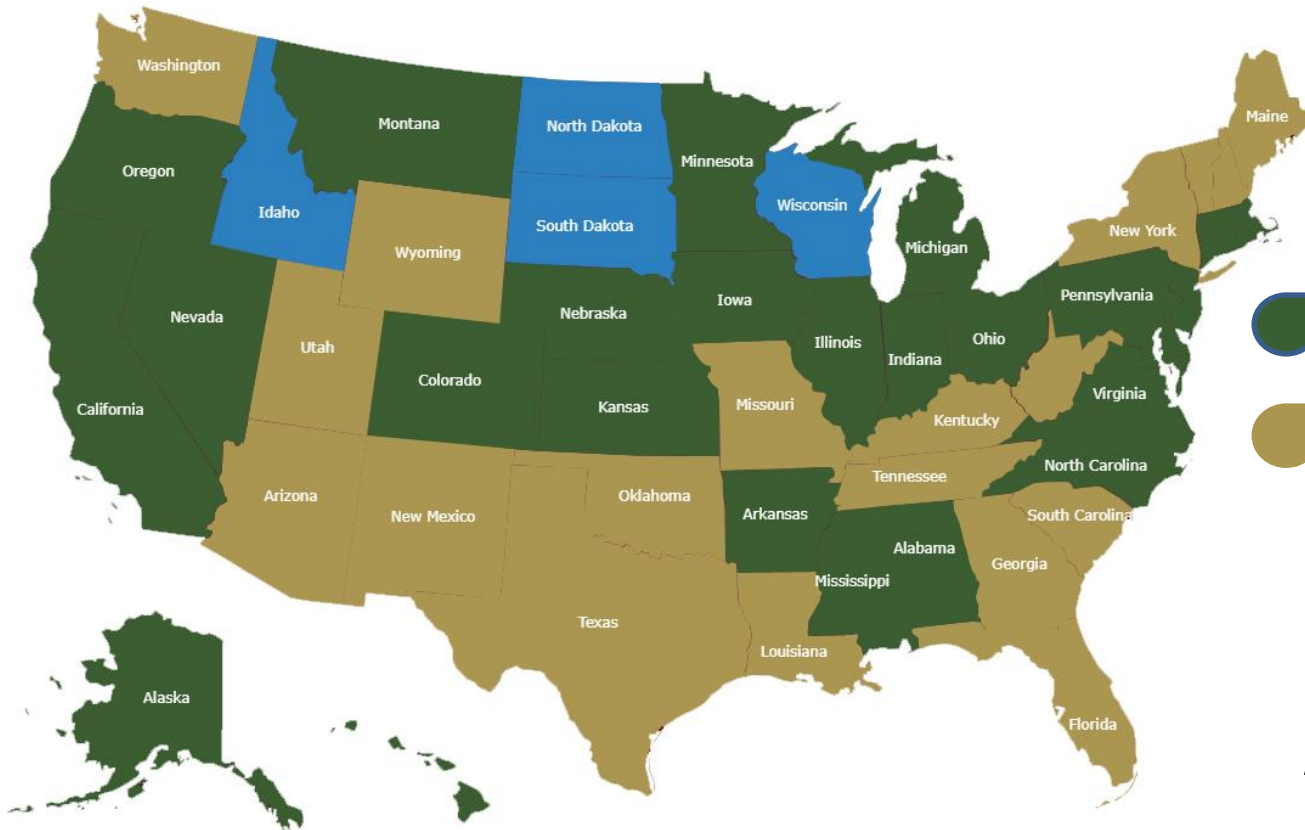 Washington
Montana
North Dakota
Minnesota
Maine
Oregon
Idaho
Wisconsin
South Dakota
New York
Wyoming
Michigan
Pennsylvania
Iowa
Nebraska
Nevada
Utah
Illinois
Indiana
Ohio
Colorado
Virginia
California
Kansas
Missouri
Kentucky
North Carolina
Tennessee
Arizona
Oklahoma
New Mexico
Arkansas
South Carolina
Alabama
Georgia
Mississippi
Texas
Louisiana
Alaska
Florida